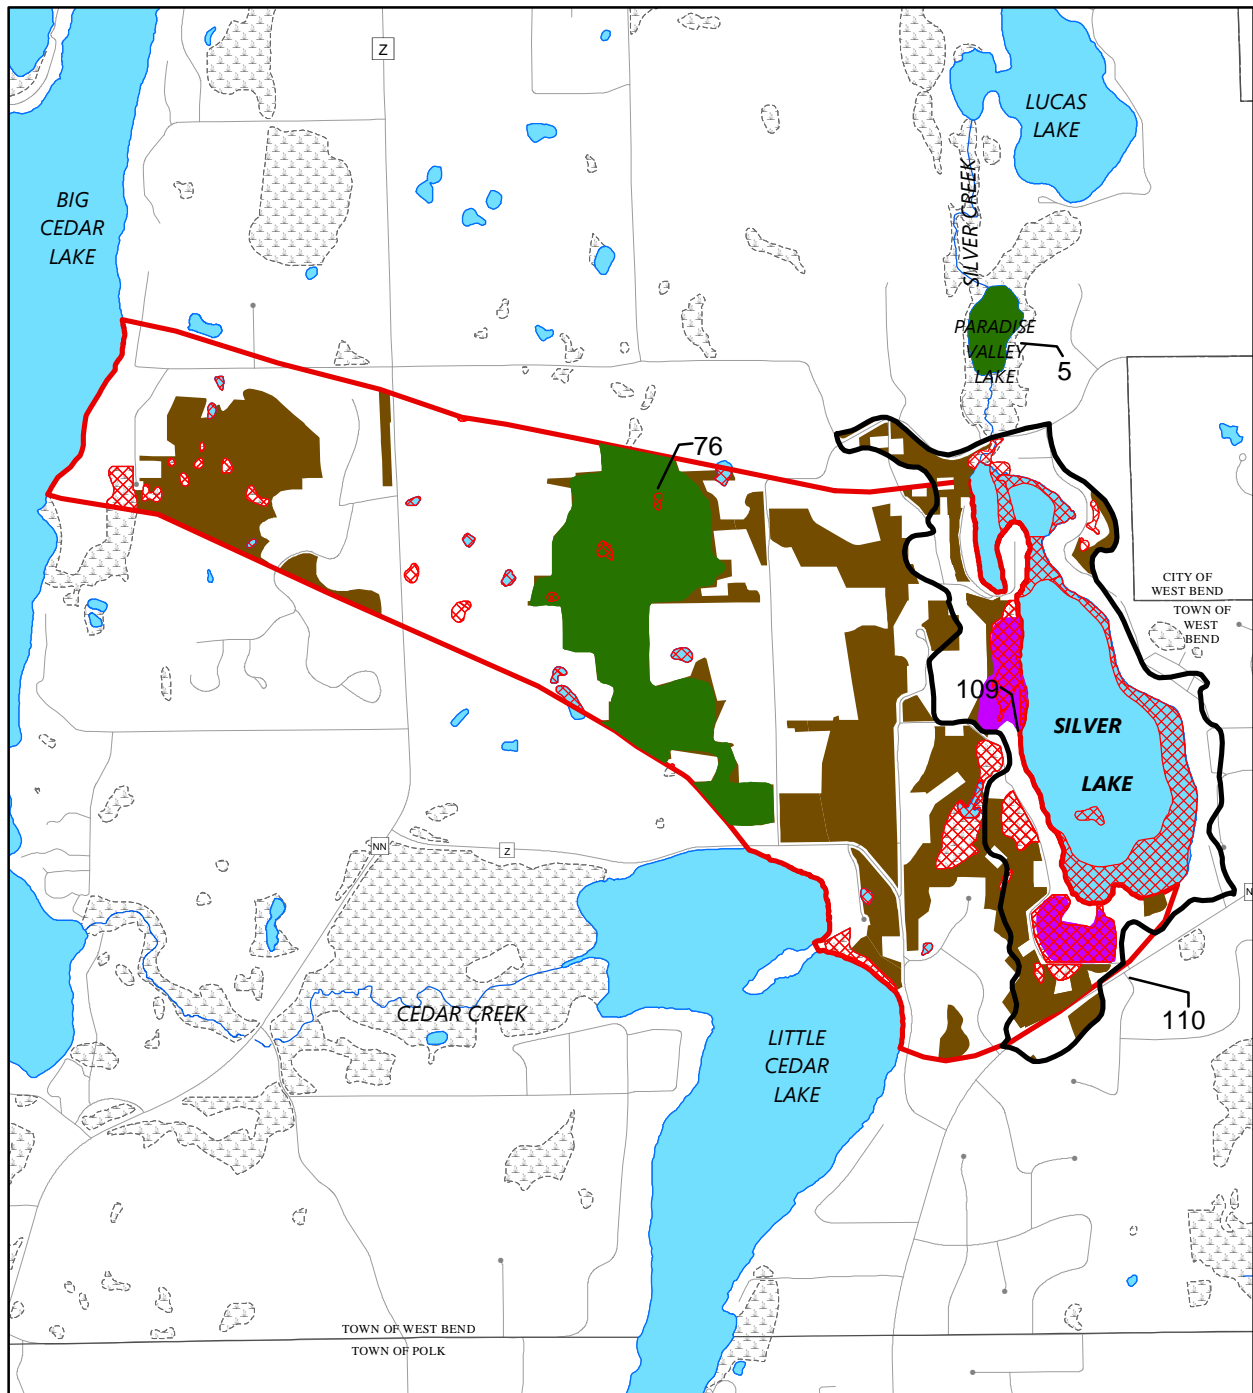 Z
LUCAS
LAKE
BIG
CEDAR
LAKE
SILVER CREEK
PARADISE
VALLEY
LAKE
5
76
CITY OF
WEST BEND
TOWN OF
WEST
BEND
109
SILVER
LAKE
NN
Z
N
CEDAR CREEK
110
LITTLE
CEDAR
LAKE
TOWN OF WEST BEND
TOWN OF POLK